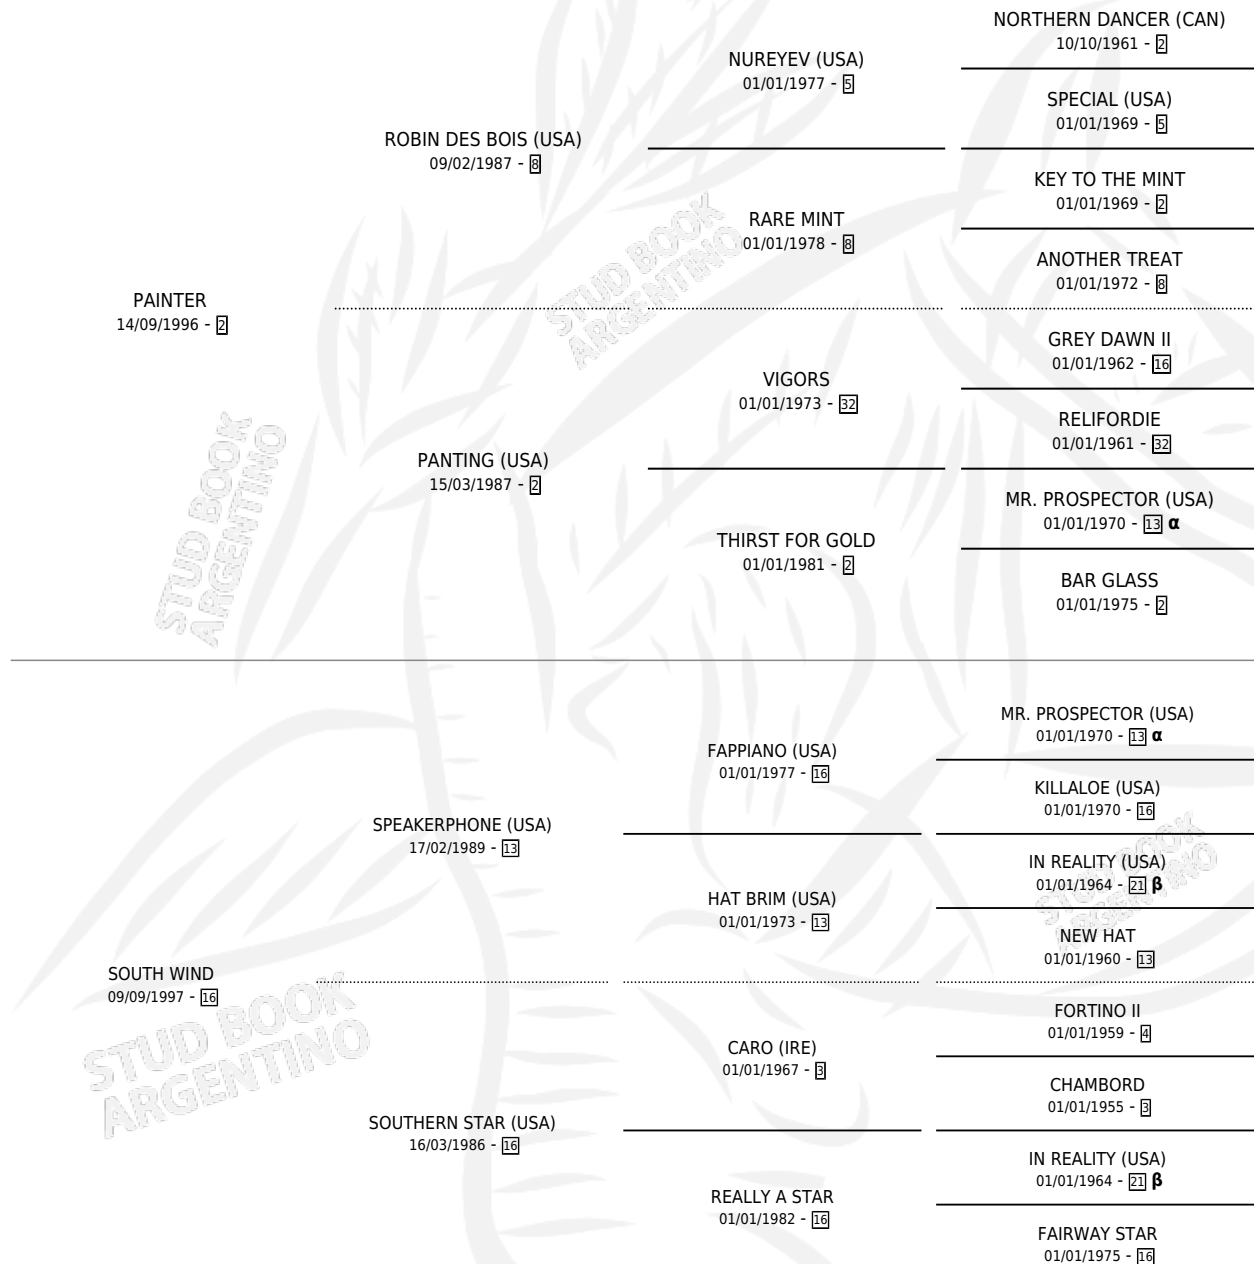 NORTHERN DANCER (CAN)
10/10/1961 - 2
NUREYEV (USA)
01/01/1977 - 5
SPECIAL (USA)
01/01/1969 - 5
ROBIN DES BOIS (USA)
09/02/1987 - 8
KEY TO THE MINT
01/01/1969 - 2
RARE MINT
01/01/1978 - 8
ANOTHER TREAT
01/01/1972 - 8
PAINTER
14/09/1996 - 2
GREY DAWN II
01/01/1962 - 16
VIGORS
01/01/1973 - 32
RELIFORDIE
01/01/1961 - 32
PANTING (USA)
15/03/1987 - 2
MR. PROSPECTOR (USA)
01/01/1970 - 13 α
THIRST FOR GOLD
01/01/1981 - 2
BAR GLASS
01/01/1975 - 2
MR. PROSPECTOR (USA)
01/01/1970 - 13 α
FAPPIANO (USA)
01/01/1977 - 16
KILLALOE (USA)
01/01/1970 - 16
SPEAKERPHONE (USA)
17/02/1989 - 13
IN REALITY (USA)
01/01/1964 - 21 β
HAT BRIM (USA)
01/01/1973 - 13
NEW HAT
01/01/1960 - 13
SOUTH WIND
09/09/1997 - 16
FORTINO II
01/01/1959 - 4
CARO (IRE)
01/01/1967 - 3
CHAMBORD
01/01/1955 - 3
SOUTHERN STAR (USA)
16/03/1986 - 16
IN REALITY (USA)
01/01/1964 - 21 β
REALLY A STAR
01/01/1982 - 16
FAIRWAY STAR
01/01/1975 - 16
STUD BOOK
ARGENTINO
STUD BOOK
ARGENTINO
STUD BOOK
ARGENTINO
STUD BOOK
ARGENTINO